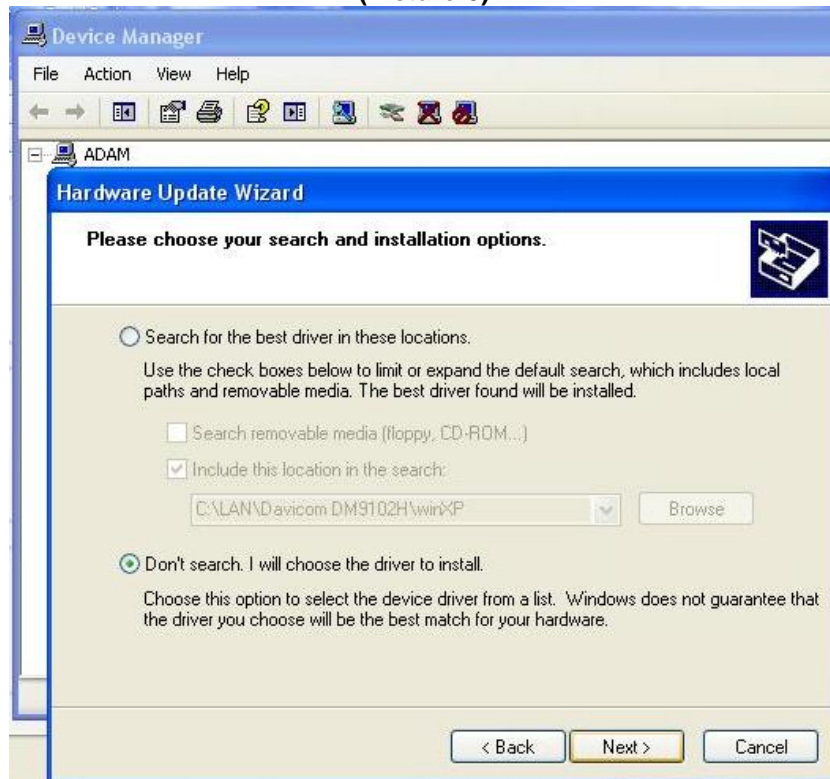 Device Manager
File Action View Help
ADAM
Hardware Update Wizard
Please choose your search and installation options.
Search for the best driver in these locations.
Use the check boxes below to limit or expand the default search, which includes local
paths and removable media. The best driver found will be installed.
Search removable media (floppy, CD-ROM...)
Include this location in the search:
C:\LAN\Davicom DM9102H\winXP
Browse
Don't search. I will choose the driver to install.
Choose this option to select the device driver from a list. Windows does not guarantee that
the driver you choose will be the best match for your hardware.
< Back Next > Cancel